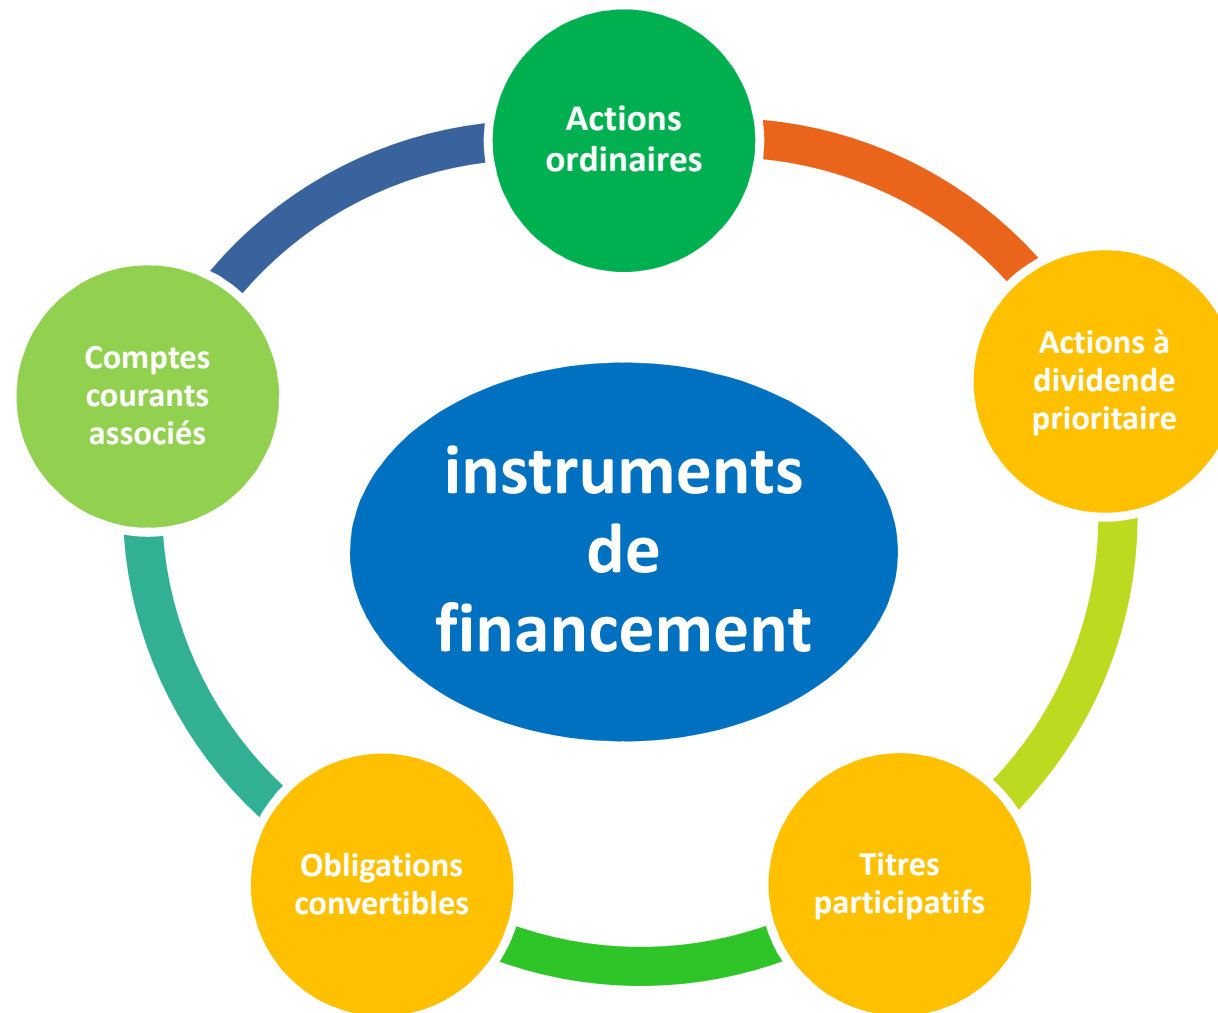 Actions
ordinaires
Actions à
dividende
prioritaire
Comptes
courants
associés
instruments
de
financement
Obligations
convertibles
Titres
participatifs